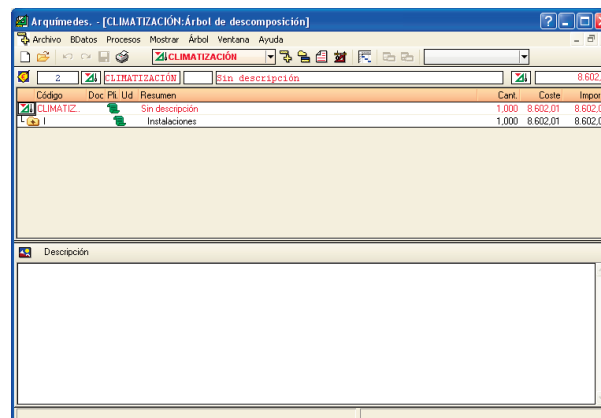 Arquímedes. - [CLIMATIZACIÓN:Árbol de descomposición]
Archivo BDatos Procesos Mostrar Árbol Ventana Ayuda
CLIMATIZACIÓN
2 CLIMATIZACIÓN Sin descripción 8.602,
Código Doc Pli. Ud Resumen Cant. Coste Impor
CLIMATIZ.. Sin descripción 1,000 8.602,01 8.602,0
I Instalaciones 1,000 8.602,01 8.602,0
Descripción